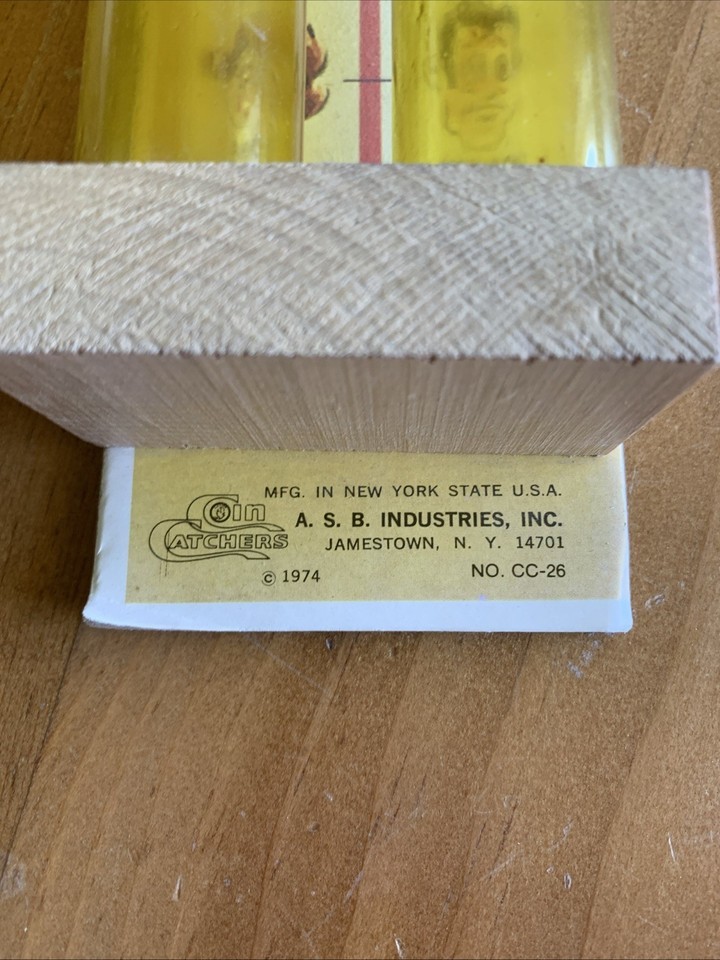 MFG. IN NEW YORK STATE U.S.A.
Coin
CATCHERS
A. S. B. INDUSTRIES, INC.
JAMESTOWN, N. Y. 14701
© 1974
NO. CC-26